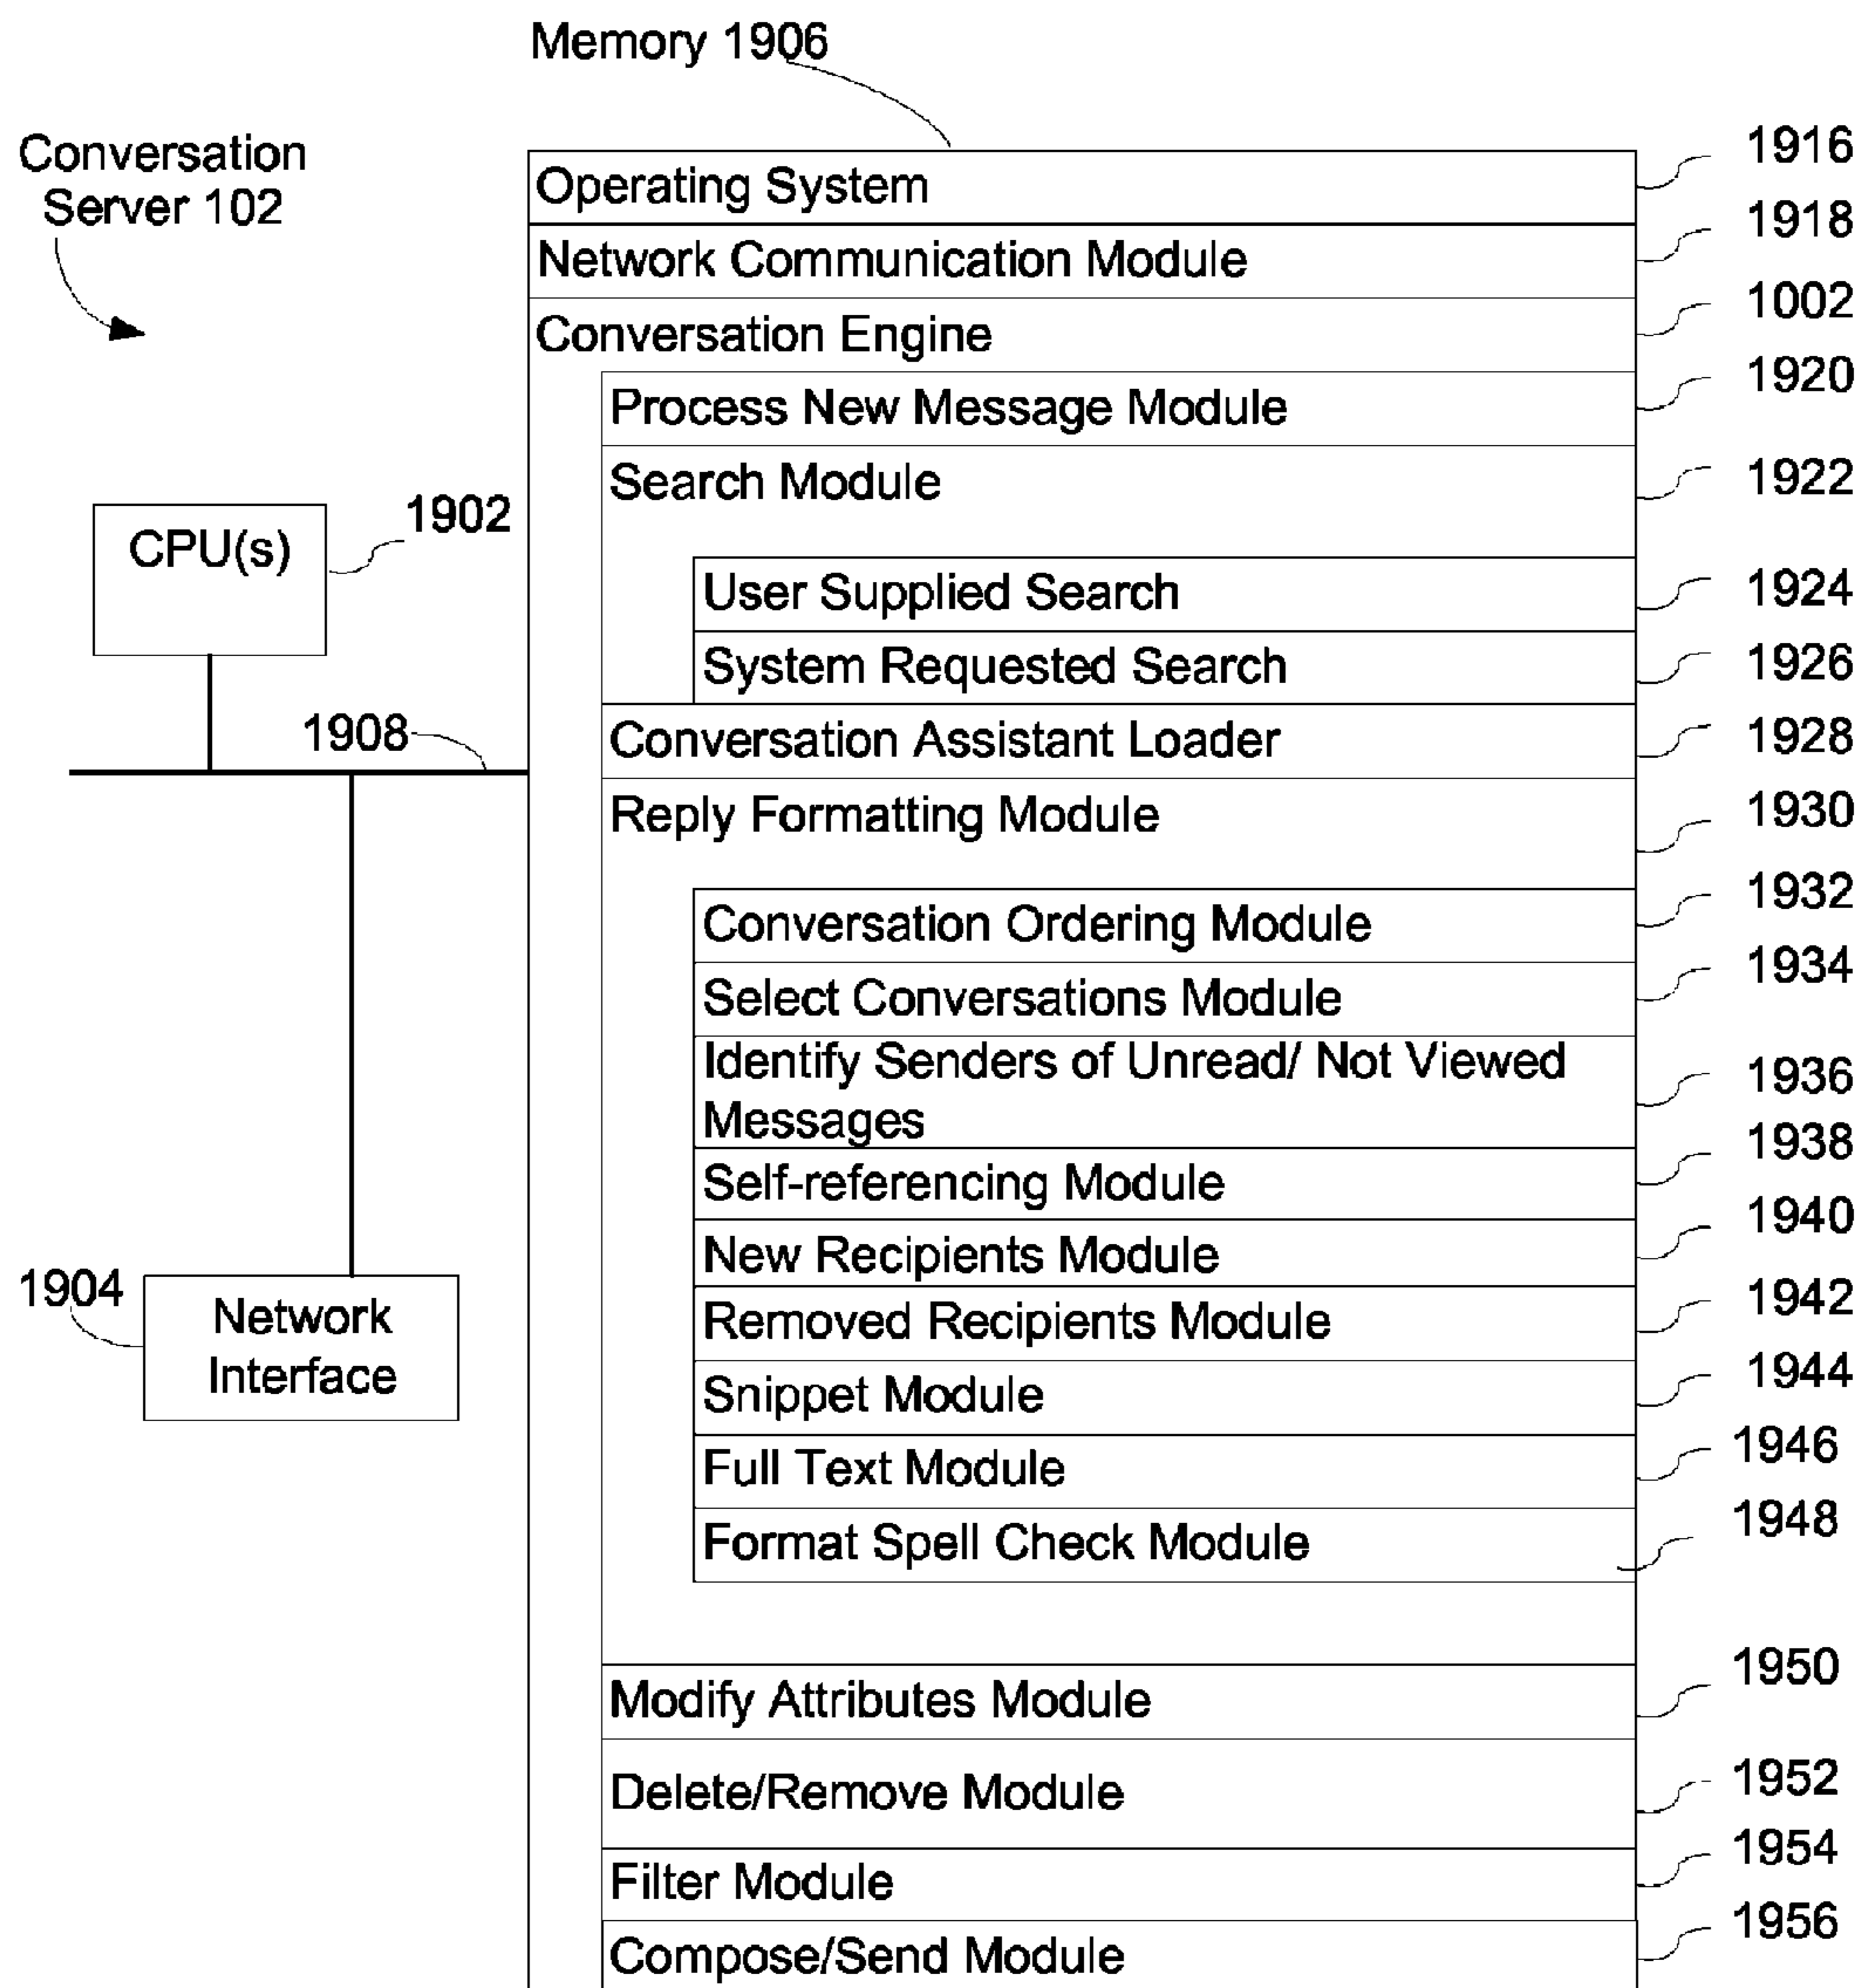 Memory 1906
Conversation
Server 102
Operating System 1916
Network Communication Module 1918
Conversation Engine 1002
Process New Message Module 1920
Search Module 1922
CPU(s) 1902
User Supplied Search 1924
System Requested Search 1926
1908
Conversation Assistant Loader 1928
Reply Formatting Module 1930
Conversation Ordering Module 1932
Select Conversations Module 1934
Identify Senders of Unread/ Not Viewed
Messages 1936
Self-referencing Module 1938
New Recipients Module 1940
1904
Network
Interface
Removed Recipients Module 1942
Snippet Module 1944
Full Text Module 1946
Format Spell Check Module 1948
Modify Attributes Module 1950
Delete/Remove Module 1952
Filter Module 1954
Compose/Send Module 1956